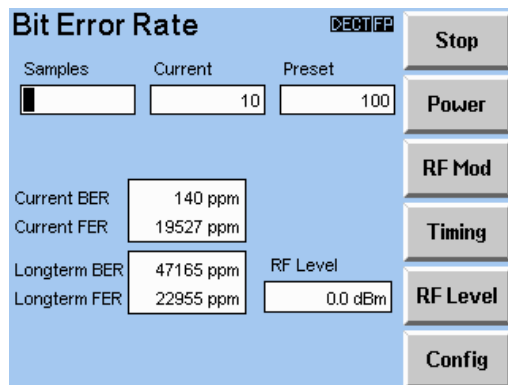 Bit Error Rate DECT FP
Stop
Samples Current Preset
10 100
Power
RF Mod
Current BER 140 ppm
Current FER 19527 ppm
Timing
Longterm BER 47165 ppm RF Level
Longterm FER 22955 ppm 0.0 dBm
RF Level
Config